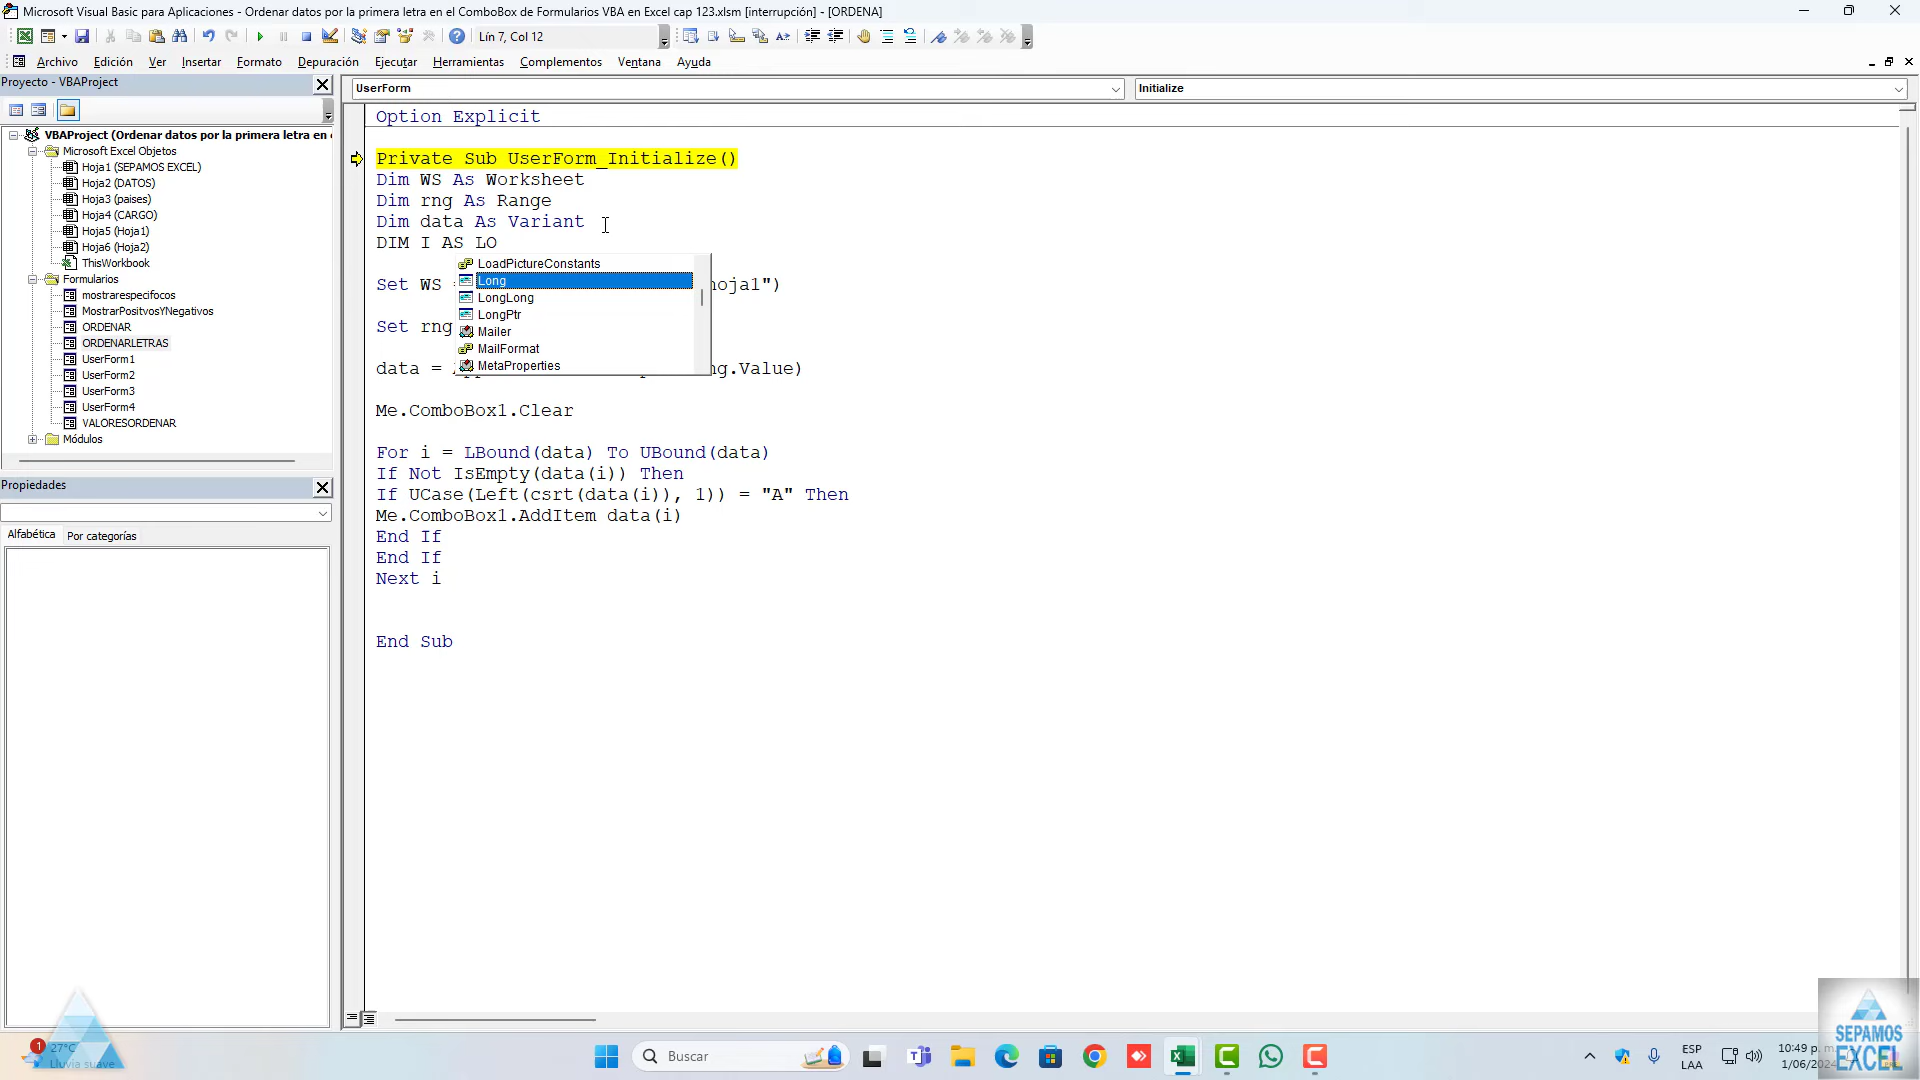 Microsoft Visual Basic para Aplicaciones - Ordenar datos por la primera letra en el ComboBox de Formularios VBA en Excel cap 123.xlsm [interrupción] - [ORDENA]
Lín 7, Col 12
Archivo Edición Ver Insertar Formato Depuración Ejecutar Herramientas Complementos Ventana Ayuda
Proyecto - VBAProject
VBAProject (Ordenar datos por la primera letra en
Microsoft Excel Objetos
Hoja1 (SEPAMOS EXCEL)
Hoja2 (DATOS)
Hoja3 (paises)
Hoja4 (CARGO)
Hoja5 (Hoja1)
Hoja6 (Hoja2)
ThisWorkbook
Formularios
mostrarespecifocos
MostrarPositvosYNegativos
ORDENAR
ORDENARLETRAS
UserForm1
UserForm2
UserForm3
UserForm4
VALORESORDENAR
Módulos
Propiedades
Alfabética Por categorías
UserForm Initialize
Option Explicit
Private Sub UserForm_Initialize()
Dim WS As Worksheet
Dim rng As Range
Dim data As Variant
DIM I AS LO
LoadPictureConstants
Long
LongLong
LongPtr
Mailer
MailFormat
MetaProperties
Set WS hoja1")
Set rng
data = ng.Value)
Me.ComboBox1.Clear
For i = LBound(data) To UBound(data)
If Not IsEmpty(data(i)) Then
If UCase(Left(csrt(data(i)), 1)) = "A" Then
Me.ComboBox1.AddItem data(i)
End If
End If
Next i
End Sub
1
27°C
Lluvia suave
Buscar
ESP
LAA
10:49 p.
1/06/202
SEPAMOS
EXCEL